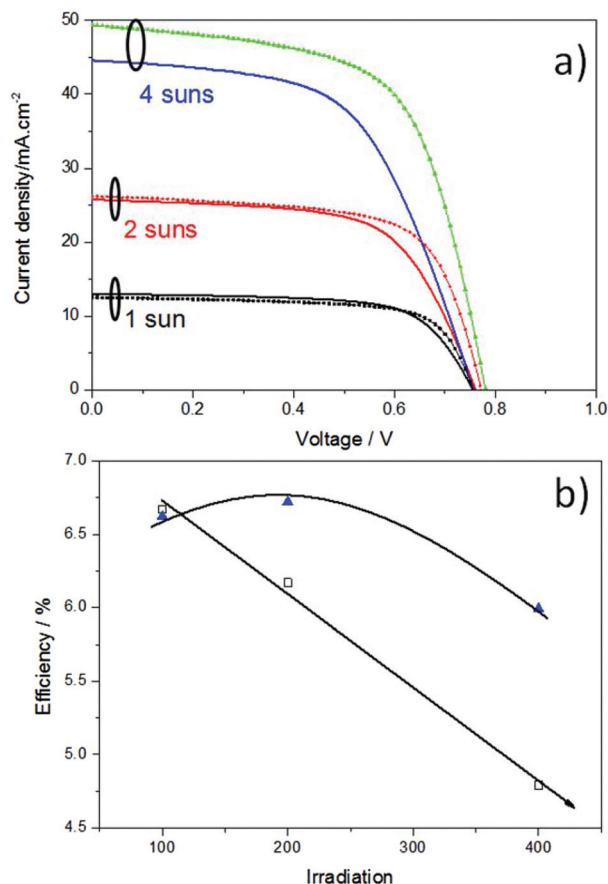 a)
50
40
30
20
10
0
4 suns
2 suns
1 sun
Current density/mA.cm-2
0.0 0.2 0.4 0.6 0.8 1.0
Voltage / V
b)
7.0
6.5
6.0
5.5
5.0
4.5
Efficiency / %
100 200 300 400
Irradiation